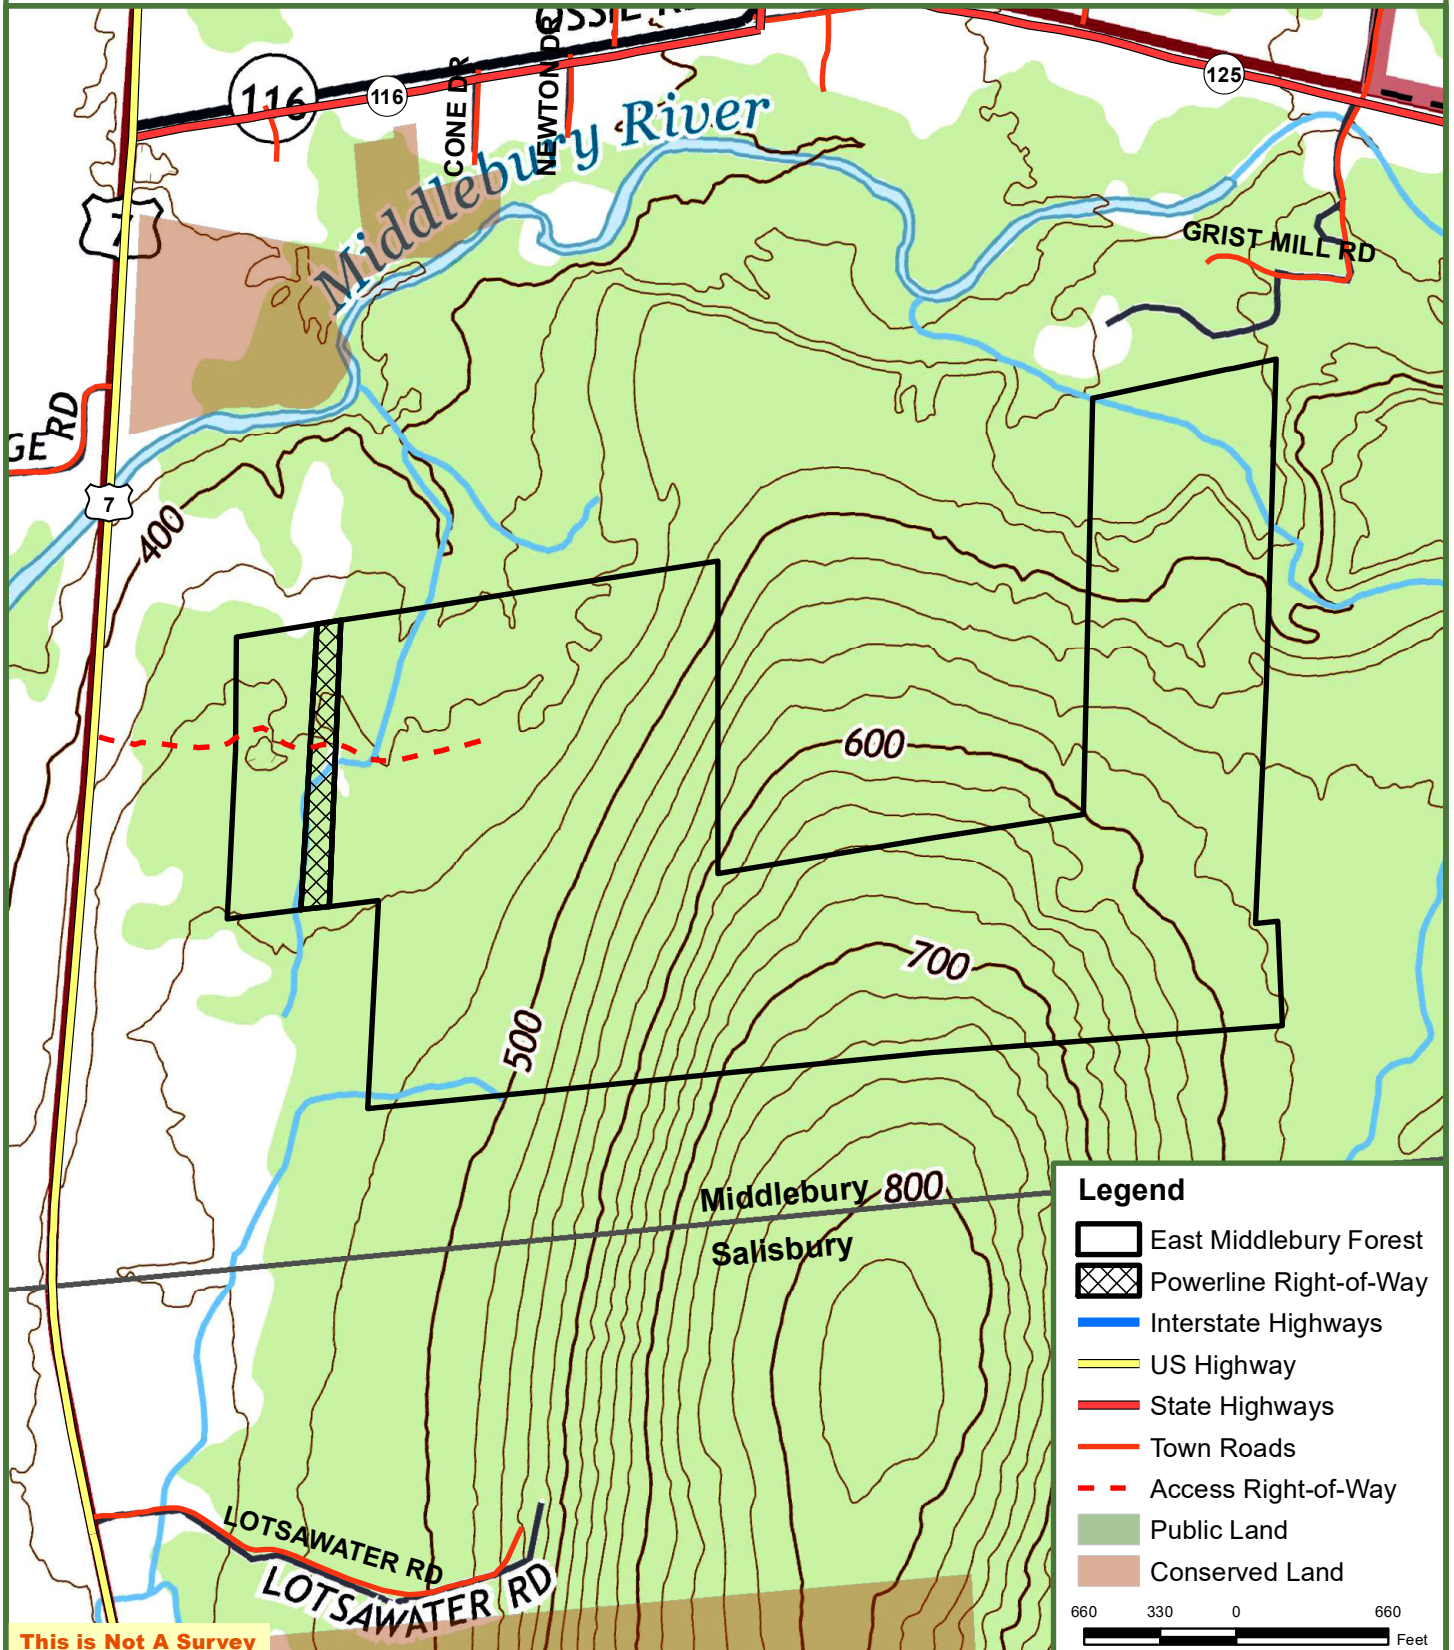 116
116
CONE DR
NEWTON DR
125
Middlebury River
7
GRIST MILL RD
GE RD
7
400
600
700
500
Middlebury
800
Salisbury
LOTSAWATER RD
LOTSAWATER RD
This is Not A Survey
Legend
East Middlebury Forest
Powerline Right-of-Way
Interstate Highways
US Highway
State Highways
Town Roads
Access Right-of-Way
Public Land
Conserved Land
660 330 0 660
Feet